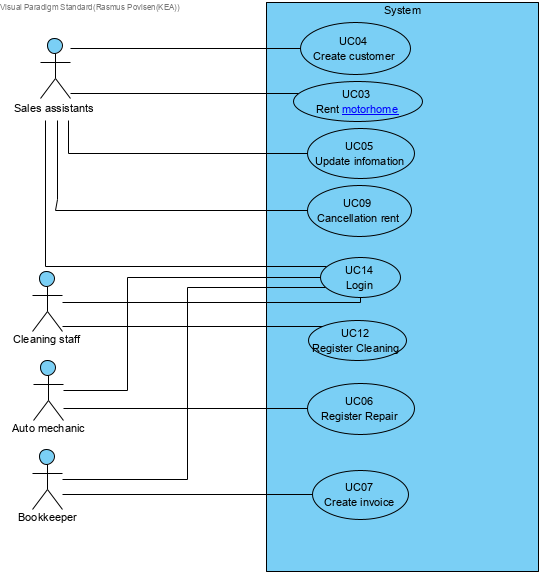 Visual Paradigm Standard(Rasmus Povlsen(KEA))
System
UC04
Create customer
UC03
Rent motorhome
Sales assistants
UC05
Update infomation
UC09
Cancellation rent
UC14
Login
Cleaning staff
UC12
Register Cleaning
UC06
Register Repair
Auto mechanic
UC07
Create invoice
Bookkeeper